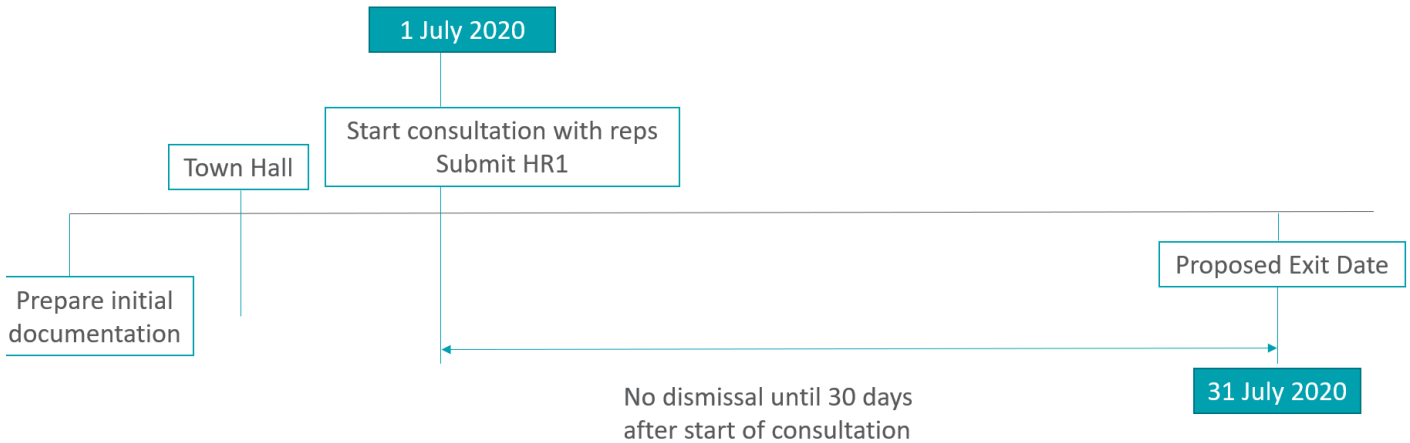 1 July 2020
Start consultation with reps
Submit HR1
Town Hall
Proposed Exit Date
Prepare initial
documentation
31 July 2020
No dismissal until 30 days
after start of consultation